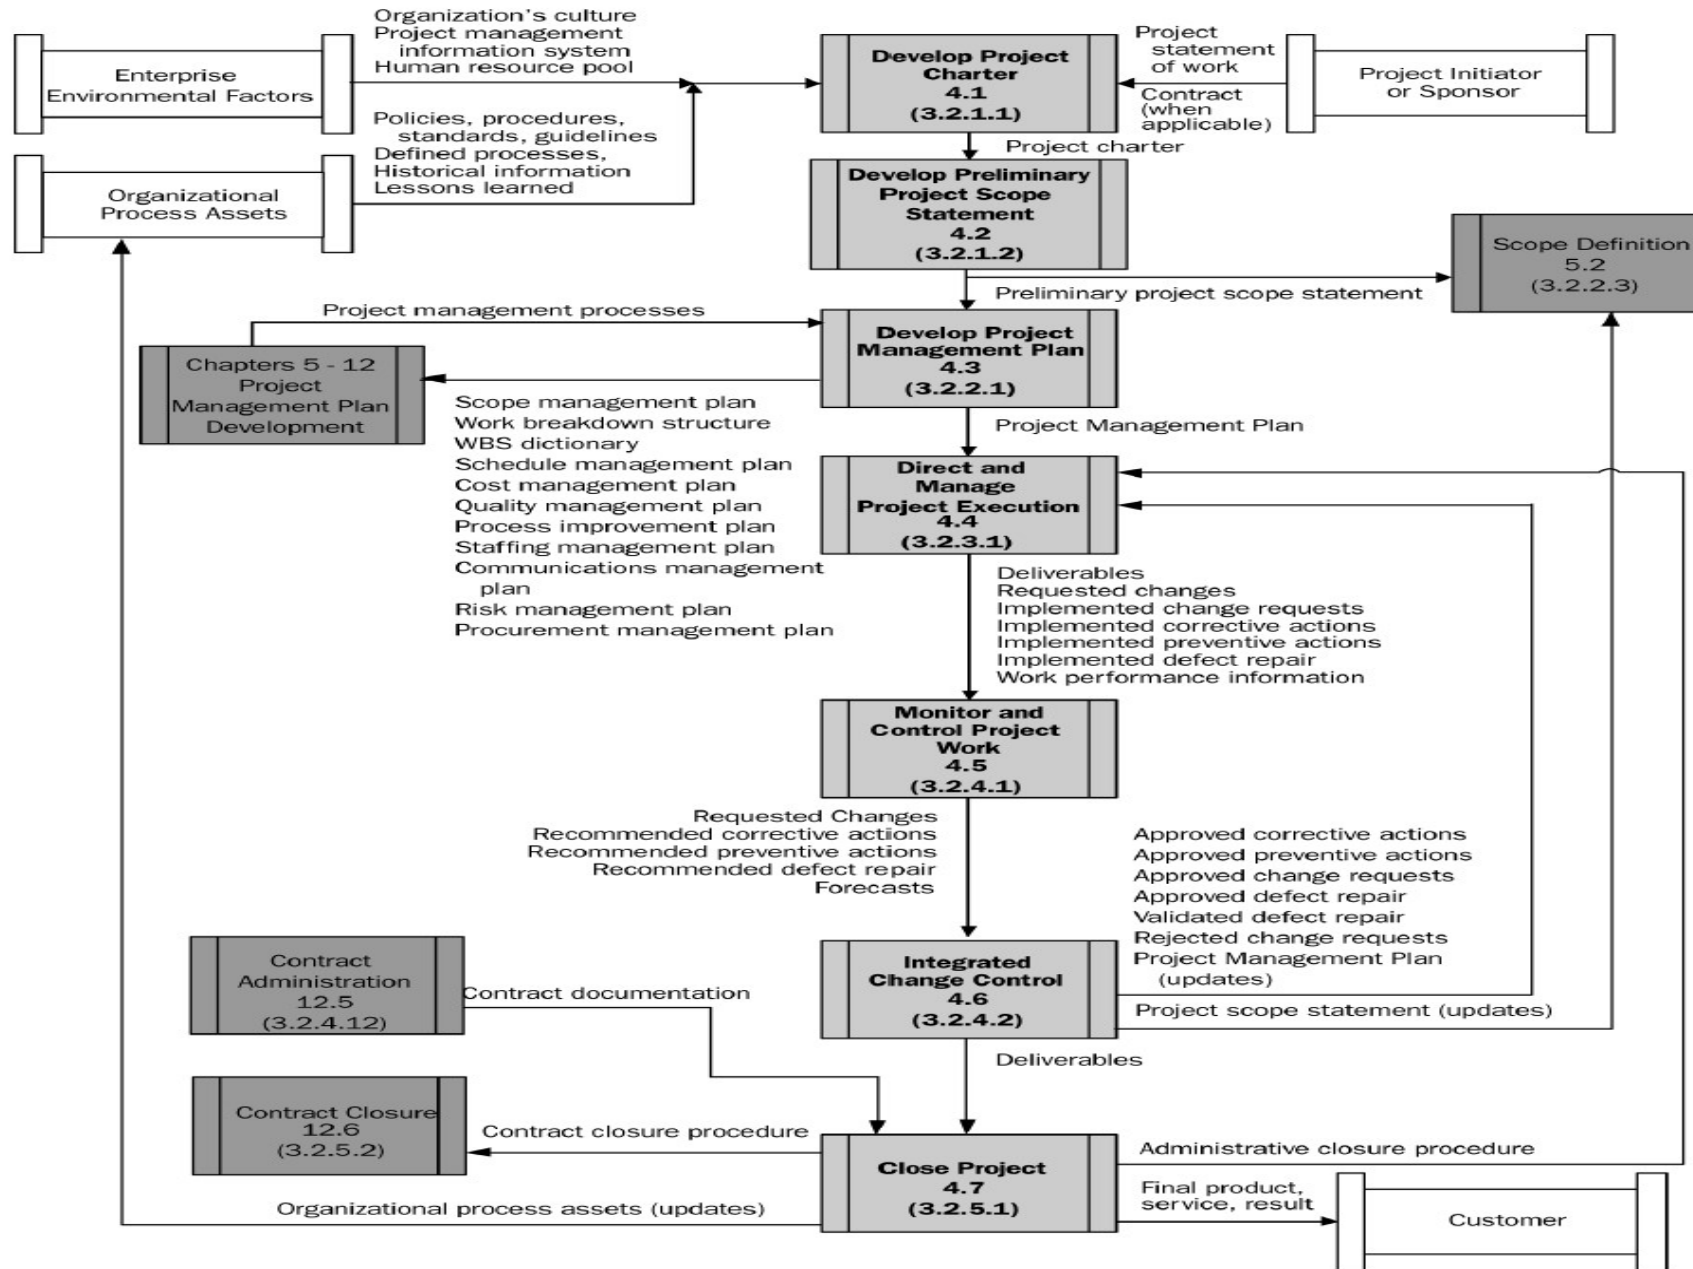 Organization's culture
Project management
information system
Human resource pool
Enterprise
Environmental Factors
Policies, procedures,
standards, guidelines
Defined processes,
Historical information
Lessons learned
Organizational
Process Assets
Develop Project
Charter
4.1
(3.2.1.1)
Project
statement
of work
Contract
(when
applicable)
Project Initiator
or Sponsor
Project charter
Develop Preliminary
Project Scope
Statement
4.2
(3.2.1.2)
Scope Definition
5.2
(3.2.2.3)
Preliminary project scope statement
Project management processes
Chapters 5 - 12
Project
Management Plan
Development
Develop Project
Management Plan
4.3
(3.2.2.1)
Scope management plan
Work breakdown structure
WBS dictionary
Schedule management plan
Cost management plan
Quality management plan
Process improvement plan
Staffing management plan
Communications management
plan
Risk management plan
Procurement management plan
Project Management Plan
Direct and
Manage
Project Execution
4.4
(3.2.3.1)
Deliverables
Requested changes
Implemented change requests
Implemented corrective actions
Implemented preventive actions
Implemented defect repair
Work performance information
Monitor and
Control Project
Work
4.5
(3.2.4.1)
Requested Changes
Recommended corrective actions
Recommended preventive actions
Recommended defect repair
Forecasts
Approved corrective actions
Approved preventive actions
Approved change requests
Approved defect repair
Validated defect repair
Rejected change requests
Project Management Plan
(updates)
Integrated
Change Control
4.6
(3.2.4.2)
Project scope statement (updates)
Contract
Administration
12.5
(3.2.4.12)
Contract documentation
Deliverables
Contract Closure
12.6
(3.2.5.2)
Contract closure procedure
Close Project
4.7
(3.2.5.1)
Administrative closure procedure
Organizational process assets (updates)
Final product,
service, result
Customer